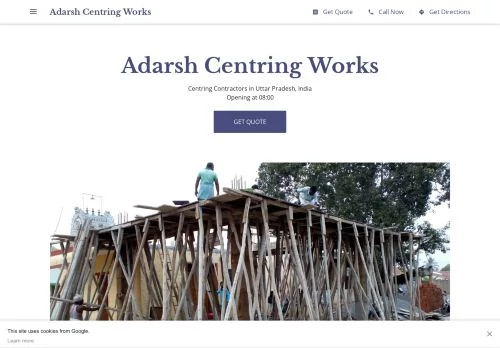 Adarsh Centring Works
Get Quote
Call Now
Get Directions
Adarsh Centring Works
Centring Contractors in Uttar Pradesh, India
Opening at 08:00
GET QUOTE
This site uses cookies from Google.
Learn more